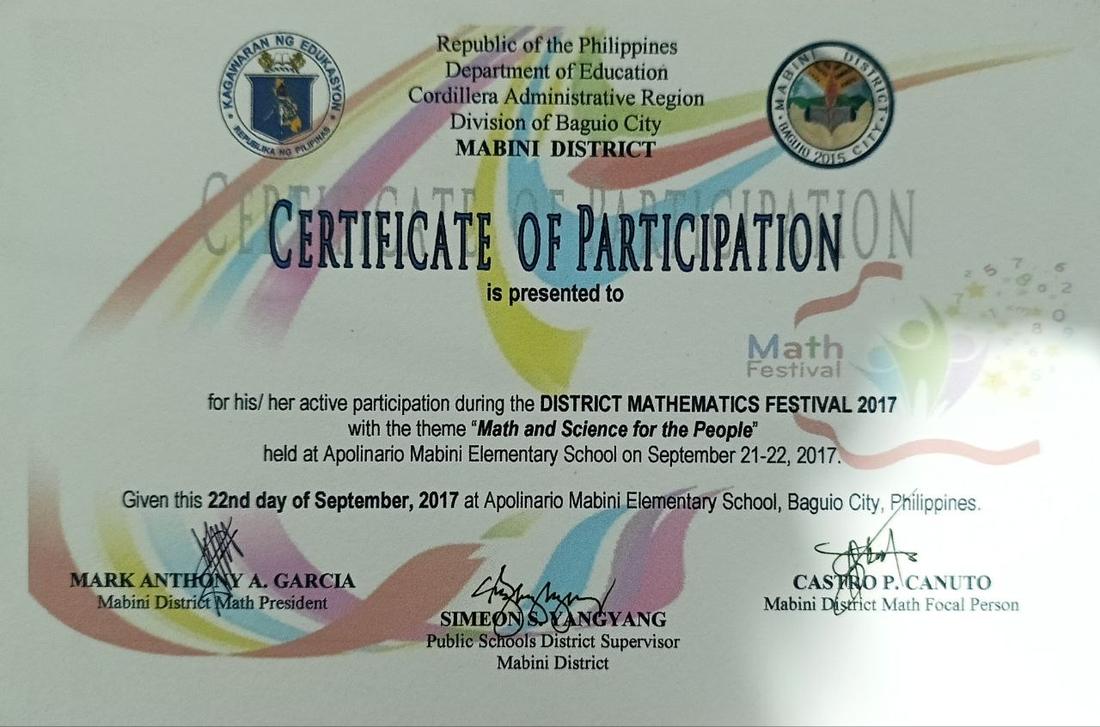 Republic of the Philippines
Department of Education
Cordillera Administrative Region
Division of Baguio City
MABINI DISTRICT
KAGAWARAN NG EDUKASYON
REPUBLIKA NG PILIPINAS
MABINI DISTRICT
BAGUIO 2015 CITY
CERTIFICATE OF PARTICIPATION
is presented to
Math
Festival
for his/ her active participation during the DISTRICT MATHEMATICS FESTIVAL 2017
with the theme “Math and Science for the People”
held at Apolinario Mabini Elementary School on September 21-22, 2017.
Given this 22nd day of September, 2017 at Apolinario Mabini Elementary School, Baguio City, Philippines.
MARK ANTHONY A. GARCIA
Mabini District Math President
SIMEON S. YANGYANG
Public Schools District Supervisor
Mabini District
CASTRO P. CANUTO
Mabini District Math Focal Person